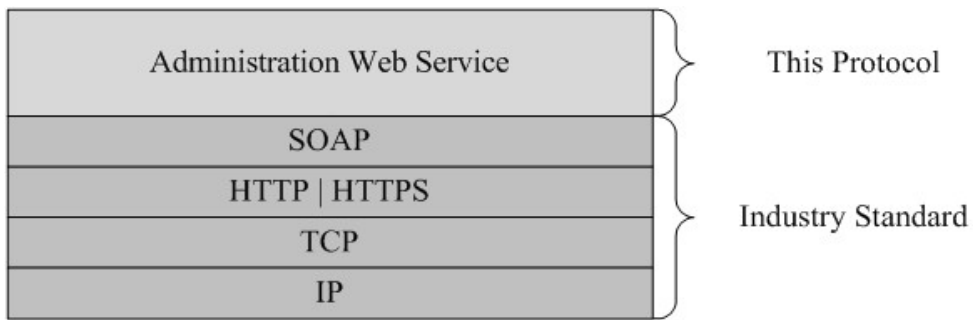 Administration Web Service
This Protocol
SOAP
HTTP | HTTPS
TCP
IP
Industry Standard